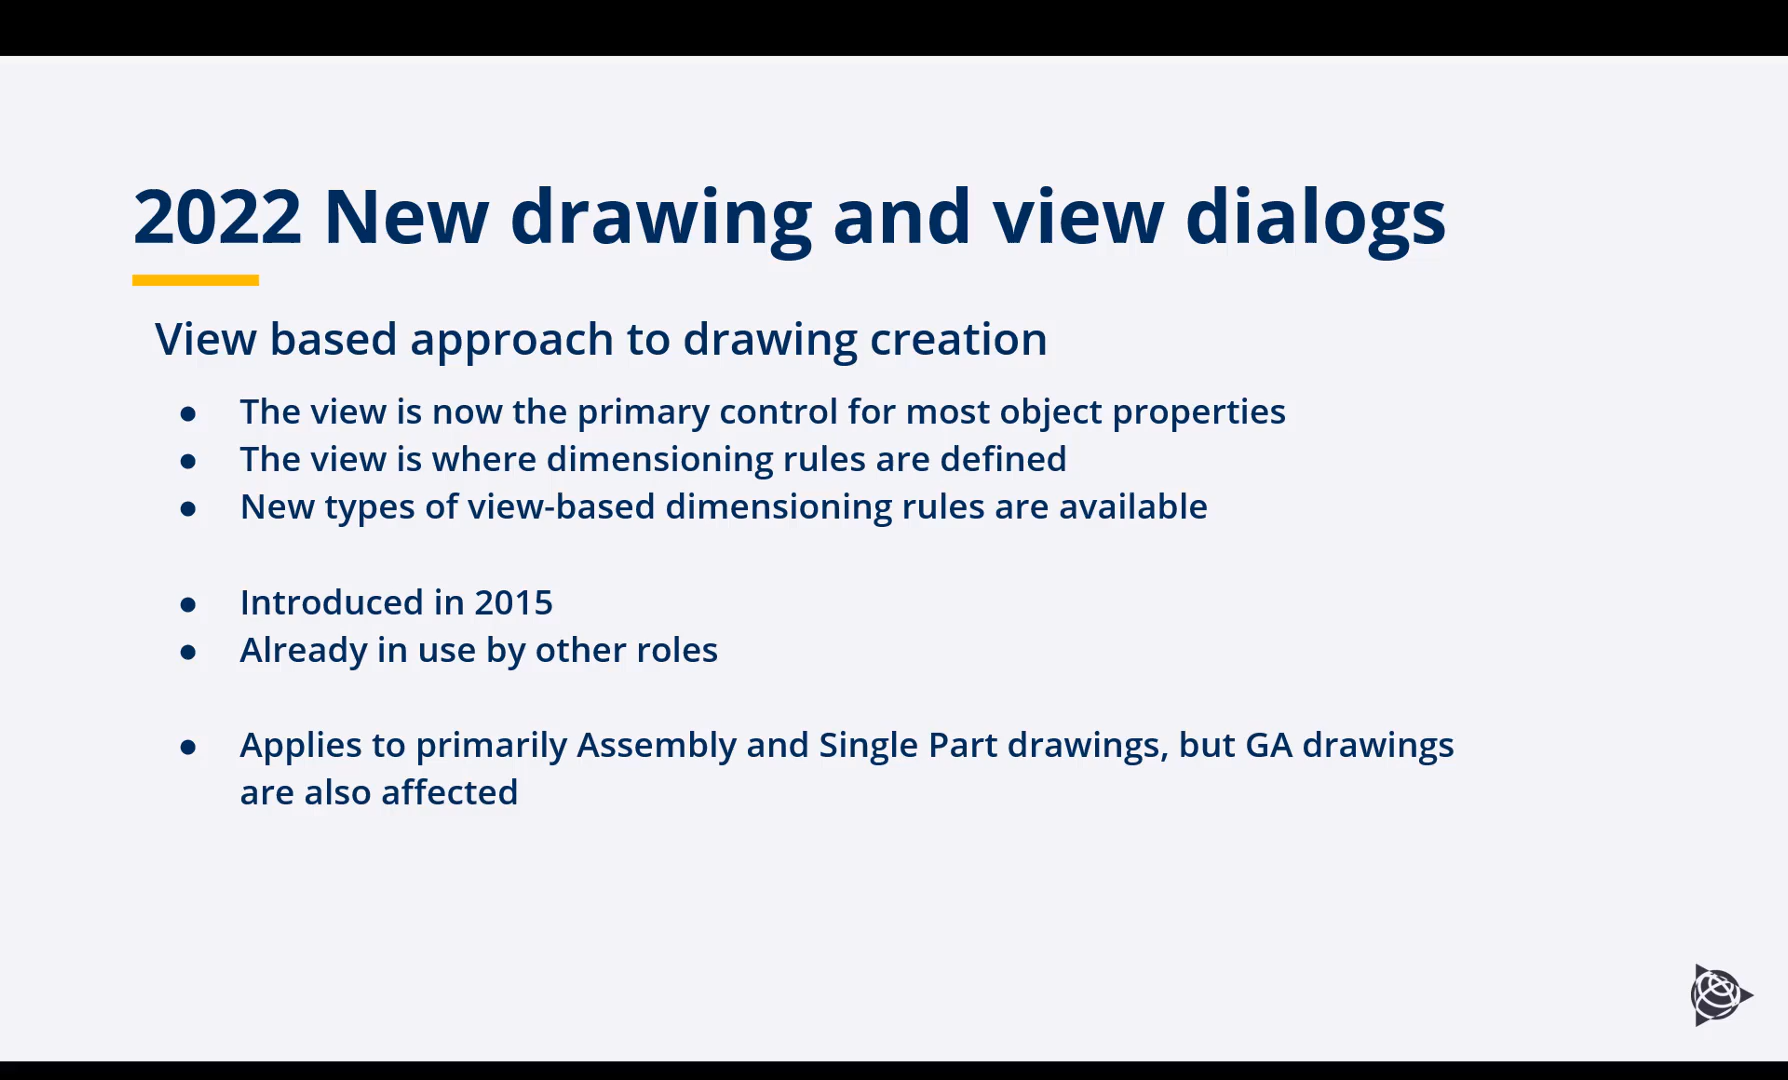 2022 New drawing and view dialogs
View based approach to drawing creation
● The view is now the primary control for most object properties
● The view is where dimensioning rules are defined
● New types of view-based dimensioning rules are available
● Introduced in 2015
● Already in use by other roles
● Applies to primarily Assembly and Single Part drawings, but GA drawings
are also affected